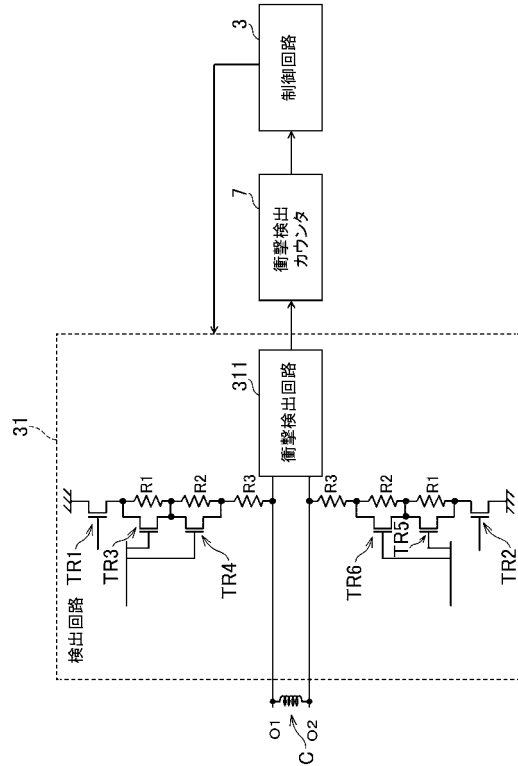 31
検出回路
TR1
TR3
TR4
R1
R2
R3
R3
R2
R1
TR6
TR5
TR2
O1
O2
C
311
衝撃検出回路
7
衝撃検出
カウンタ
3
制御回路